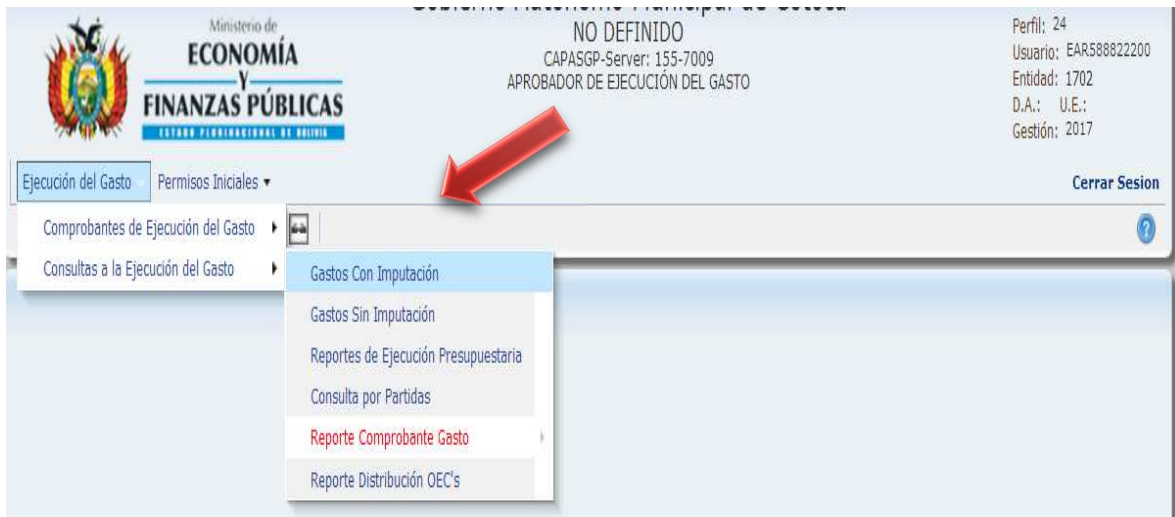 Ministerio de
ECONOMÍA
Y
FINANZAS PÚBLICAS
ESTADO PLURINACIONAL DE BOLIVIA
NO DEFINIDO
CAPASGP-Server: 155-7009
APROBADOR DE EJECUCIÓN DEL GASTO
Perfil: 24
Usuario: EAR588822200
Entidad: 1702
D.A.: U.E.:
Gestión: 2017
Ejecución del Gasto Permisos Iniciales
Cerrar Sesion
Comprobantes de Ejecución del Gasto
Consultas a la Ejecución del Gasto
Gastos Con Imputación
Gastos Sin Imputación
Reportes de Ejecución Presupuestaria
Consulta por Partidas
Reporte Comprobante Gasto
Reporte Distribución OEC's